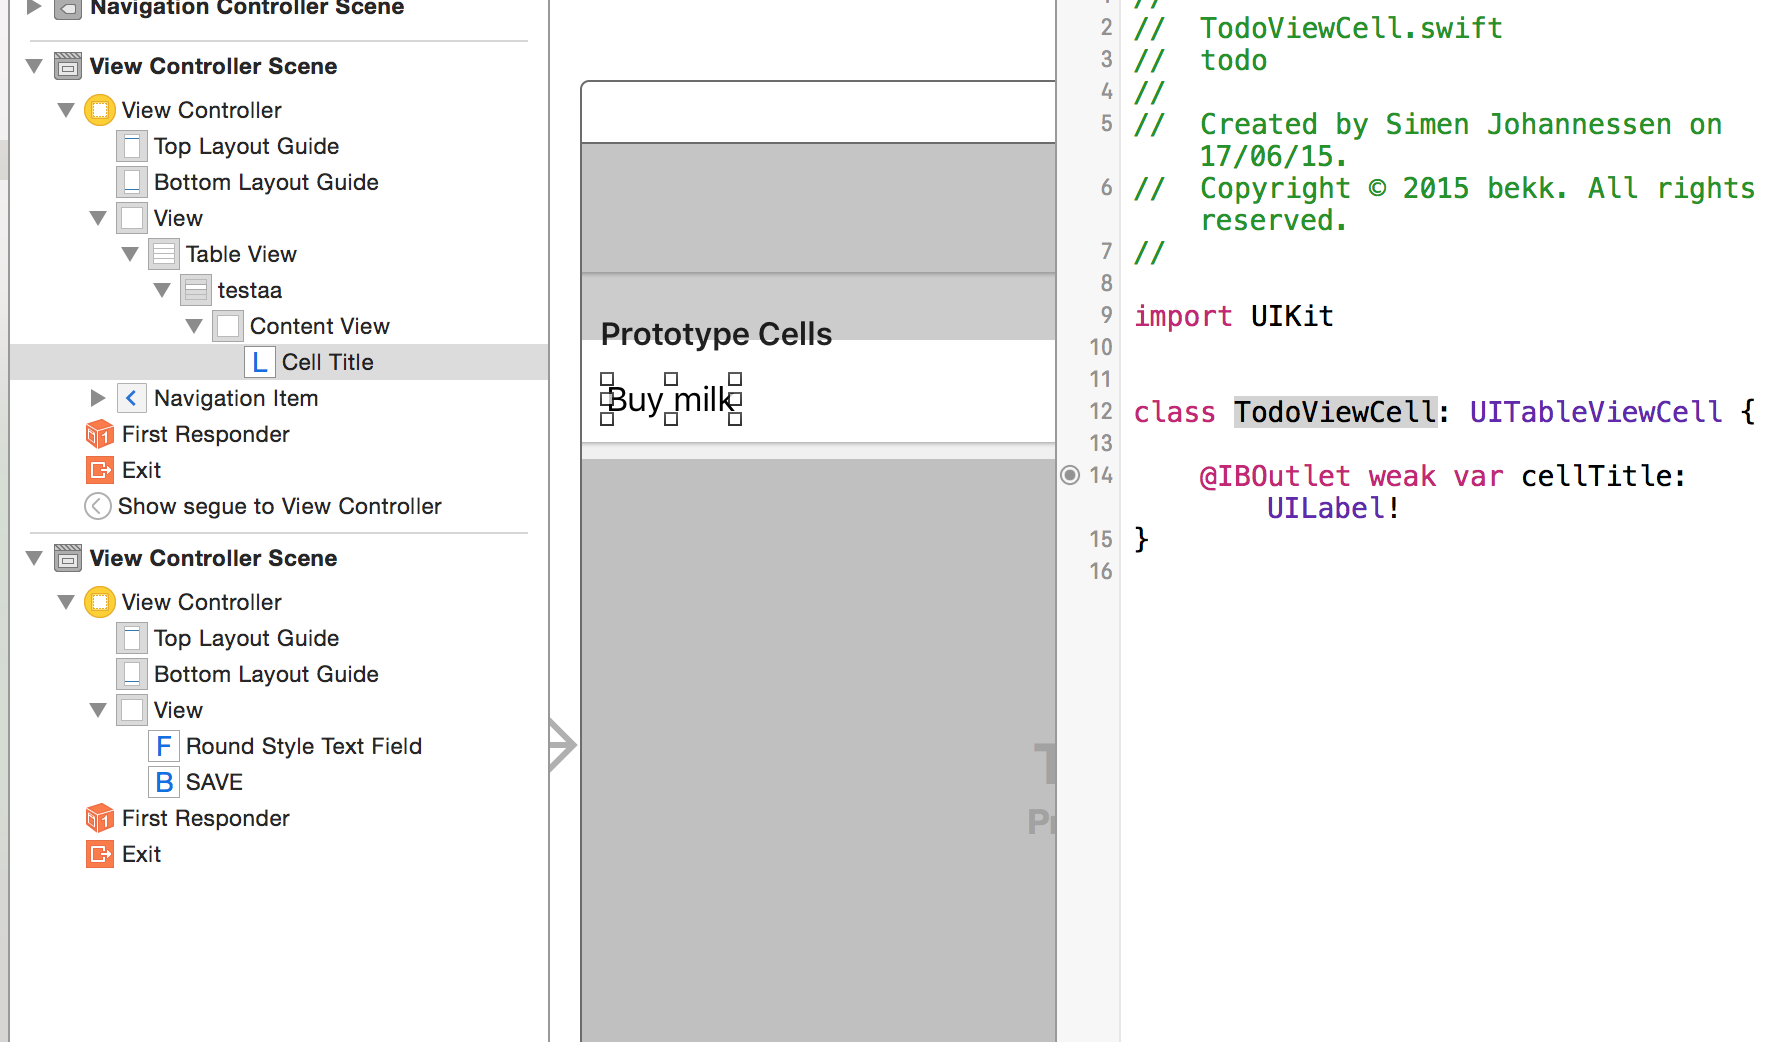 Navigation Controller Scene
View Controller Scene
View Controller
Top Layout Guide
Bottom Layout Guide
View
Table View
testaa
Content View
L Cell Title
Navigation Item
First Responder
Exit
Show segue to View Controller
View Controller Scene
View Controller
Top Layout Guide
Bottom Layout Guide
View
F Round Style Text Field
B SAVE
First Responder
Exit
Prototype Cells
Buy milk
//
2 // TodoViewCell.swift
3 // todo
4 //
5 // Created by Simen Johannessen on
17/06/15.
6 // Copyright © 2015 bekk. All rights
reserved.
7 //
8
9 import UIKit
10
11
12 class TodoViewCell: UITableViewCell {
13
14 @IBOutlet weak var cellTitle:
UILabel!
15 }
16